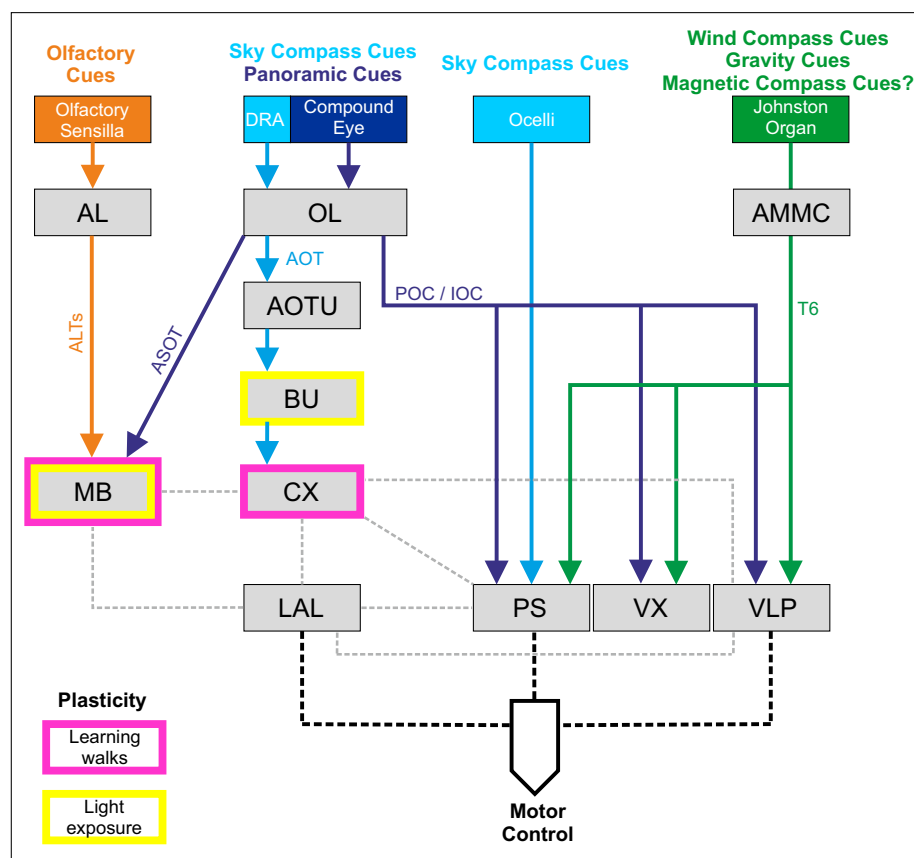 Olfactory
Cues
Sky Compass Cues
Panoramic Cues
Sky Compass Cues
Wind Compass Cues
Gravity Cues
Magnetic Compass Cues?
Olfactory
Sensilla
DRA
Compound
Eye
Ocelli
Johnston
Organ
AL
OL
AMMC
AOT
POC / IOC
T6
AOTU
ALTs
ASOT
BU
MB
CX
LAL
PS
VX
VLP
Plasticity
Learning
walks
Light
exposure
Motor
Control